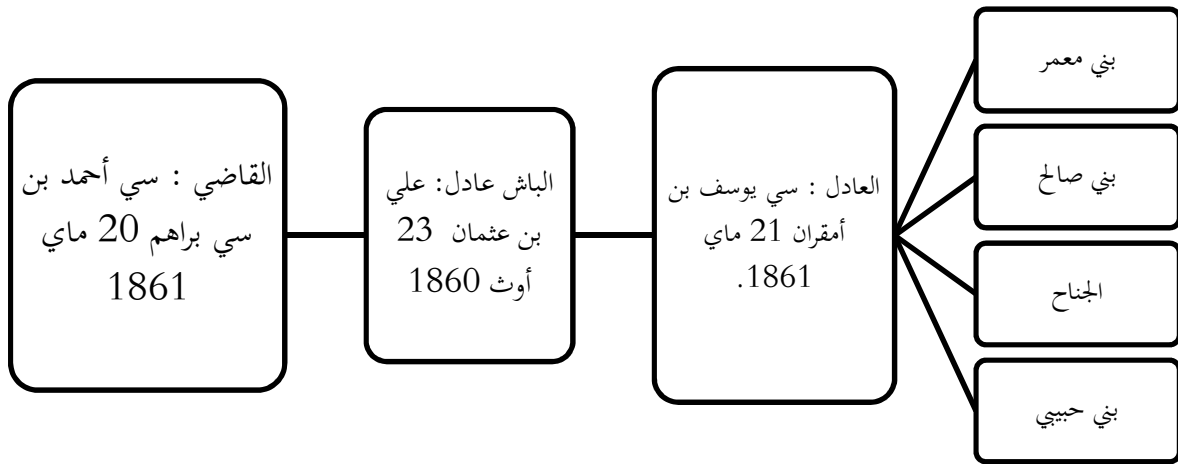 القاضي : سي أحمد بن
سي براهم 20 ماي
1861
الباش عادل: علي
بن عثمان 23
أوث 1860
العادل : سي يوسف بن
أمقران 21 ماي
1861.
بني معمر
بني صالح
الجناح
بني حبيبي